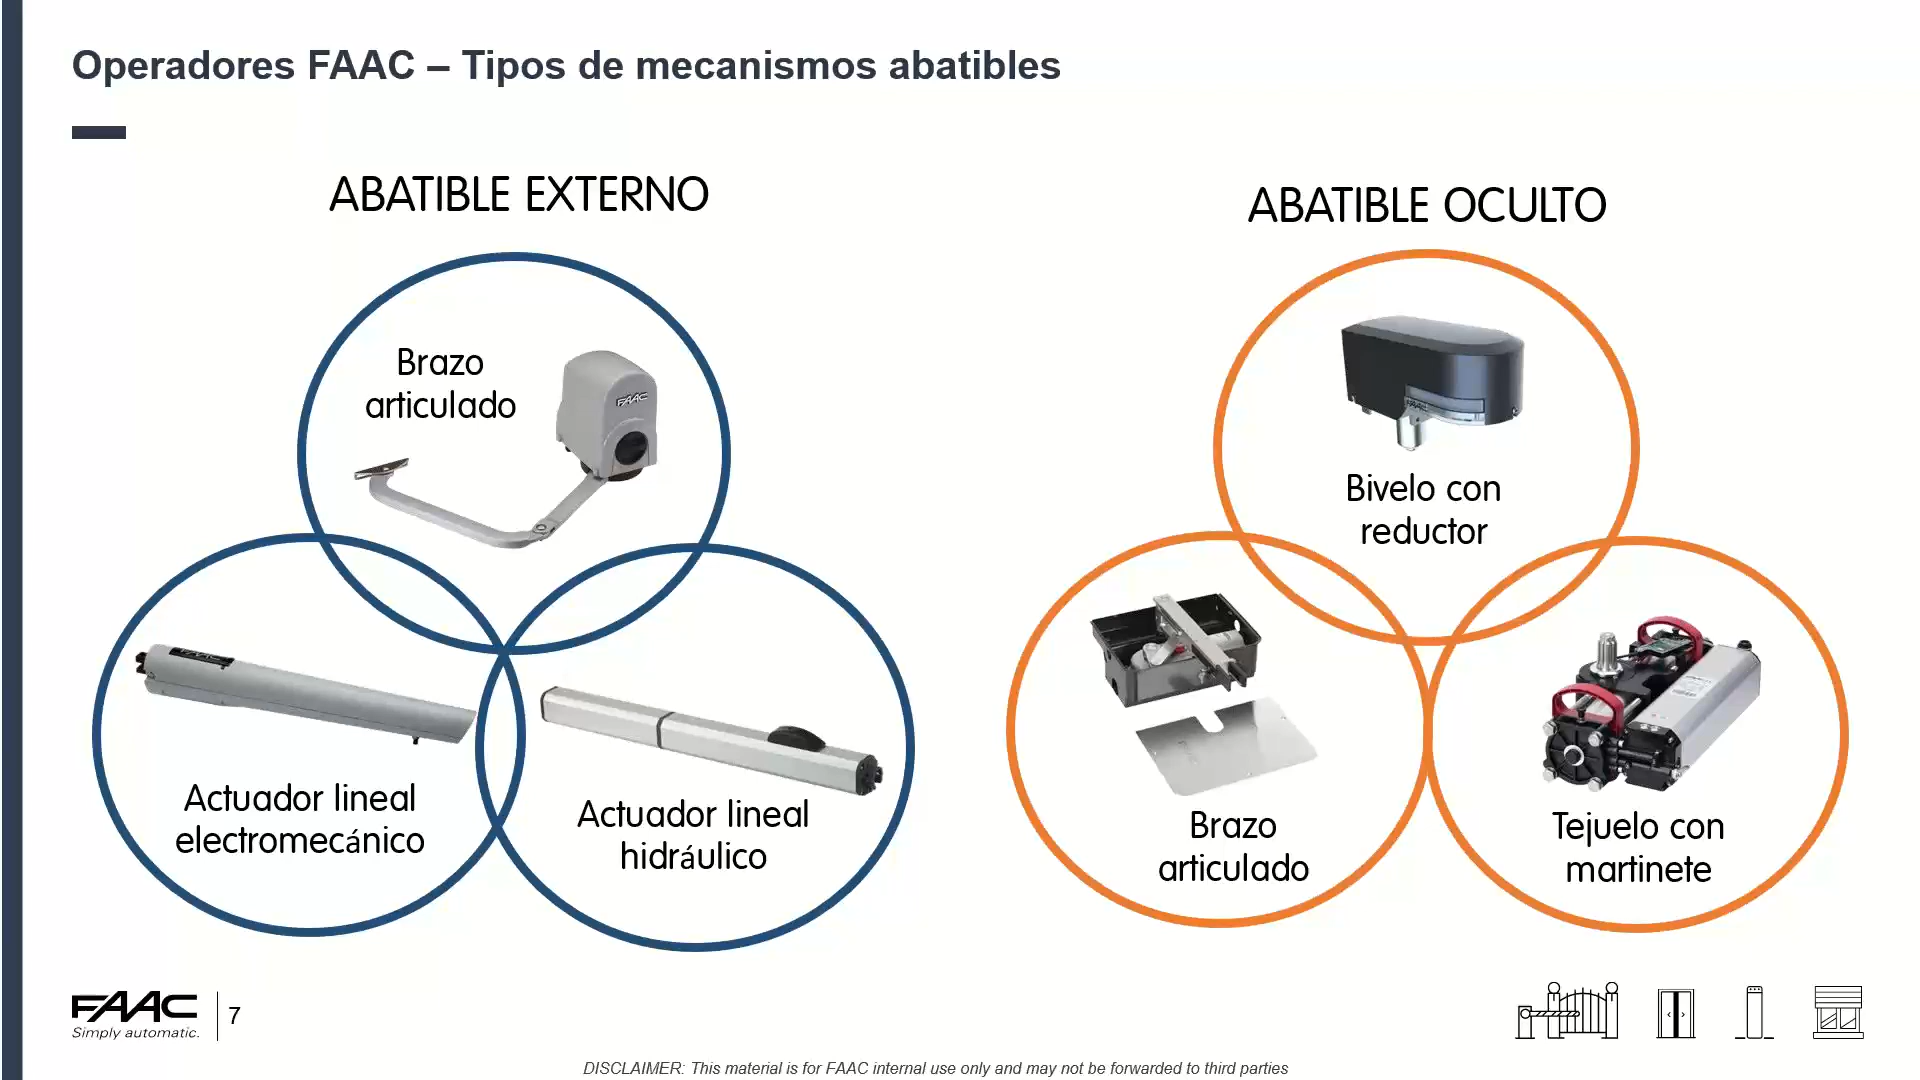 Operadores FAAC – Tipos de mecanismos abatibles
ABATIBLE EXTERNO
Brazo
articulado
FAAC
Actuador lineal
electromecánico
Actuador lineal
hidráulico
ABATIBLE OCULTO
FAAC
Bivelo con
reductor
Brazo
articulado
Tejuelo con
martinete
FAAC
Simply automatic.
7
DISCLAIMER: This material is for FAAC internal use only and may not be forwarded to third parties